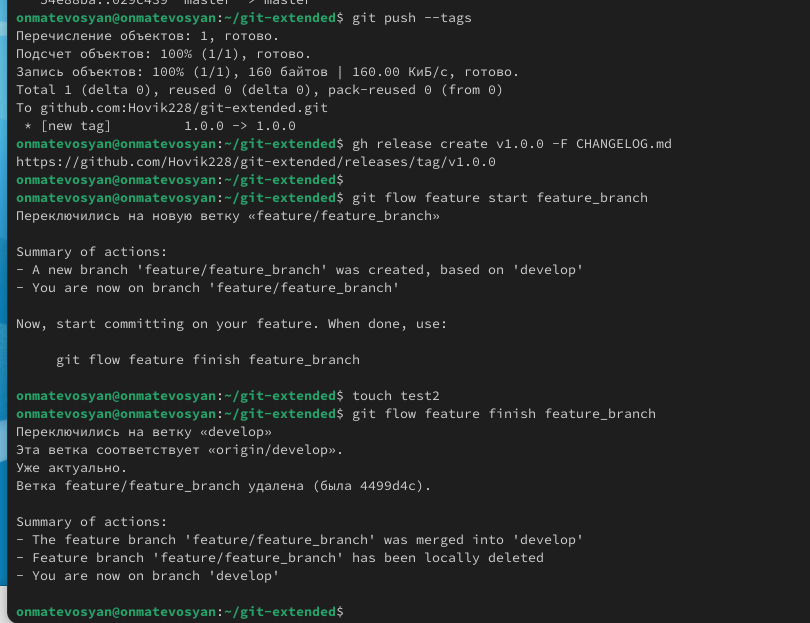 54e88ba..029c439  master -> master
onmatevosyan@onmatevosyan:~/git-extended$ git push --tags
Перечисление объектов: 1, готово.
Подсчет объектов: 100% (1/1), готово.
Запись объектов: 100% (1/1), 160 байтов | 160.00 КиБ/с, готово.
Total 1 (delta 0), reused 0 (delta 0), pack-reused 0 (from 0)
To github.com:Hovik228/git-extended.git
 * [new tag]         1.0.0 -> 1.0.0
onmatevosyan@onmatevosyan:~/git-extended$ gh release create v1.0.0 -F CHANGELOG.md
https://github.com/Hovik228/git-extended/releases/tag/v1.0.0
onmatevosyan@onmatevosyan:~/git-extended$
onmatevosyan@onmatevosyan:~/git-extended$ git flow feature start feature_branch
Переключились на новую ветку «feature/feature_branch»
Summary of actions:
- A new branch 'feature/feature_branch' was created, based on 'develop'
- You are now on branch 'feature/feature_branch'
Now, start committing on your feature. When done, use:
     git flow feature finish feature_branch
onmatevosyan@onmatevosyan:~/git-extended$ touch test2
onmatevosyan@onmatevosyan:~/git-extended$ git flow feature finish feature_branch
Переключились на ветку «develop»
Эта ветка соответствует «origin/develop».
Уже актуально.
Ветка feature/feature_branch удалена (была 4499d4c).
Summary of actions:
- The feature branch 'feature/feature_branch' was merged into 'develop'
- Feature branch 'feature/feature_branch' has been locally deleted
- You are now on branch 'develop'
onmatevosyan@onmatevosyan:~/git-extended$